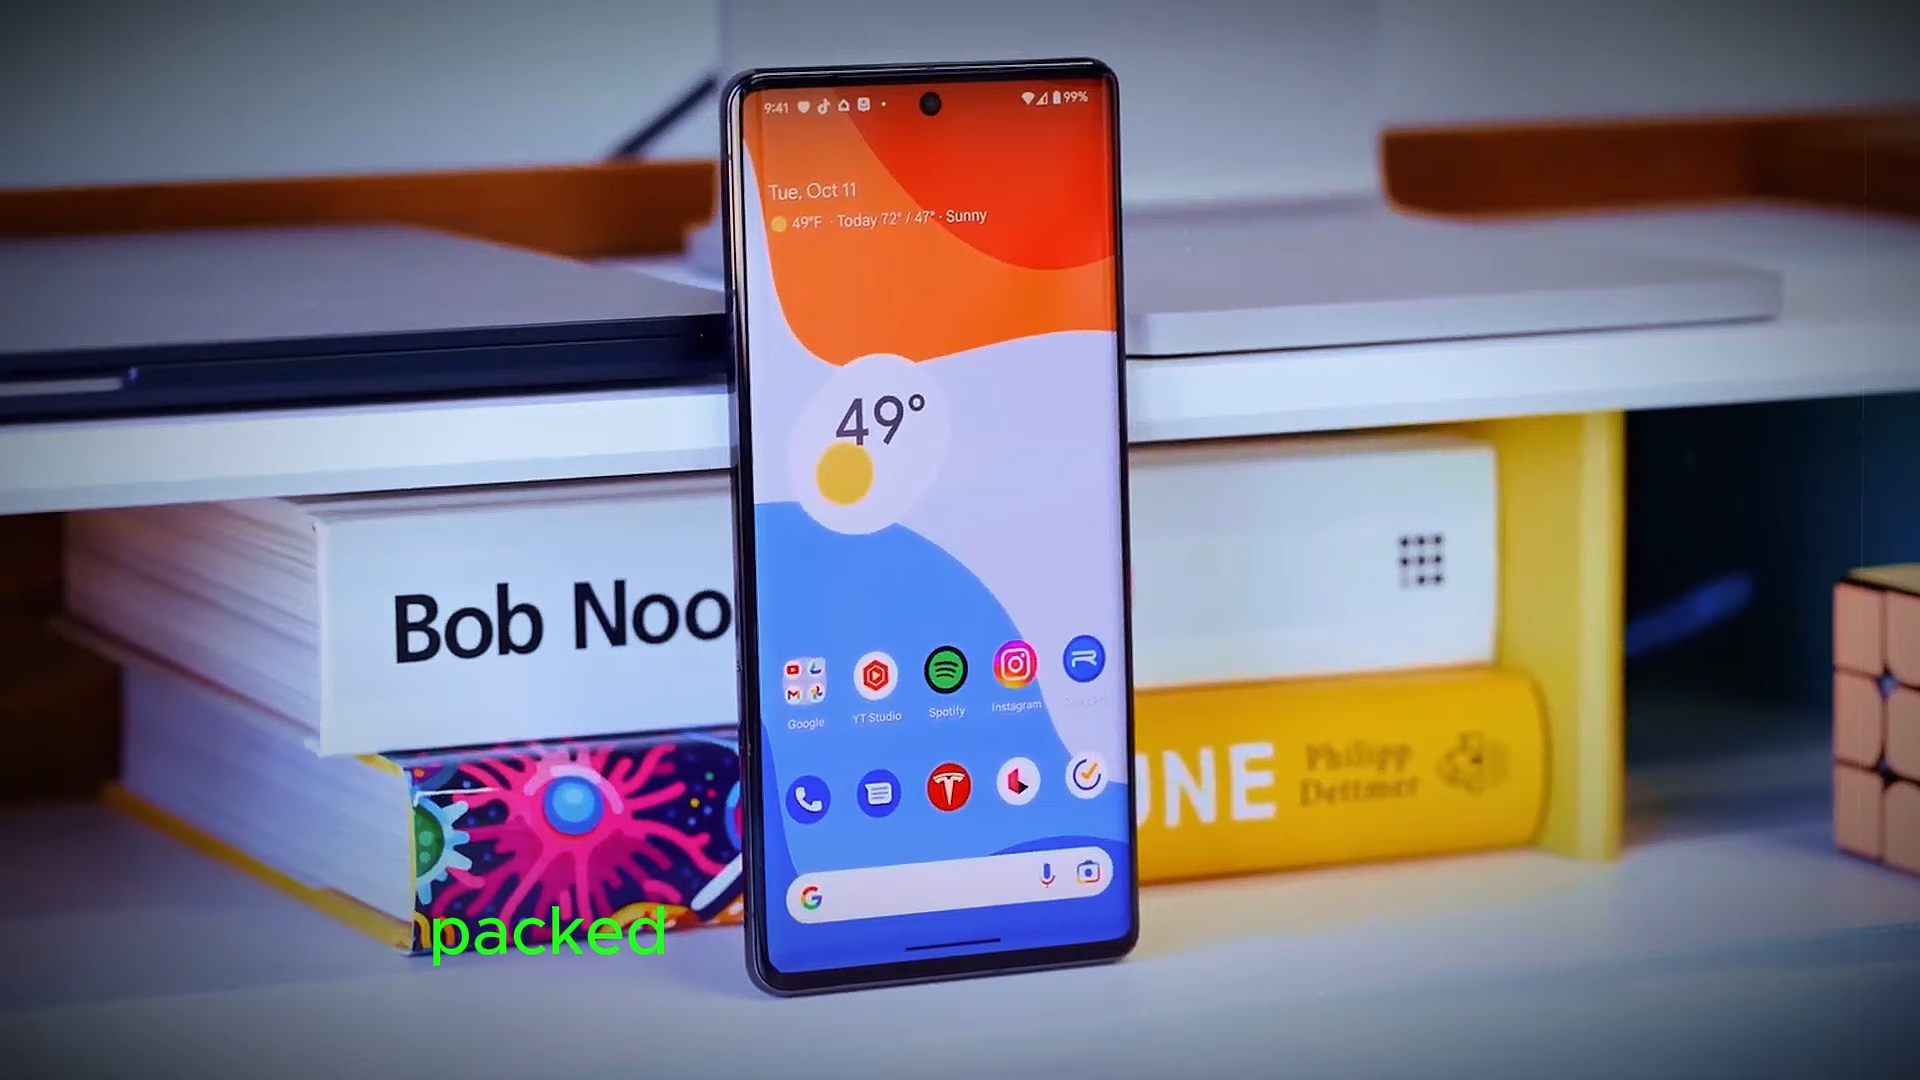 9:41
99%
Tue, Oct 11
49°F · Today 72° / 47° · Sunny
49°
Bob Noo
Google
YT Studio
Spotify
Instagram
UNE
Philipp
Dettmer
packed